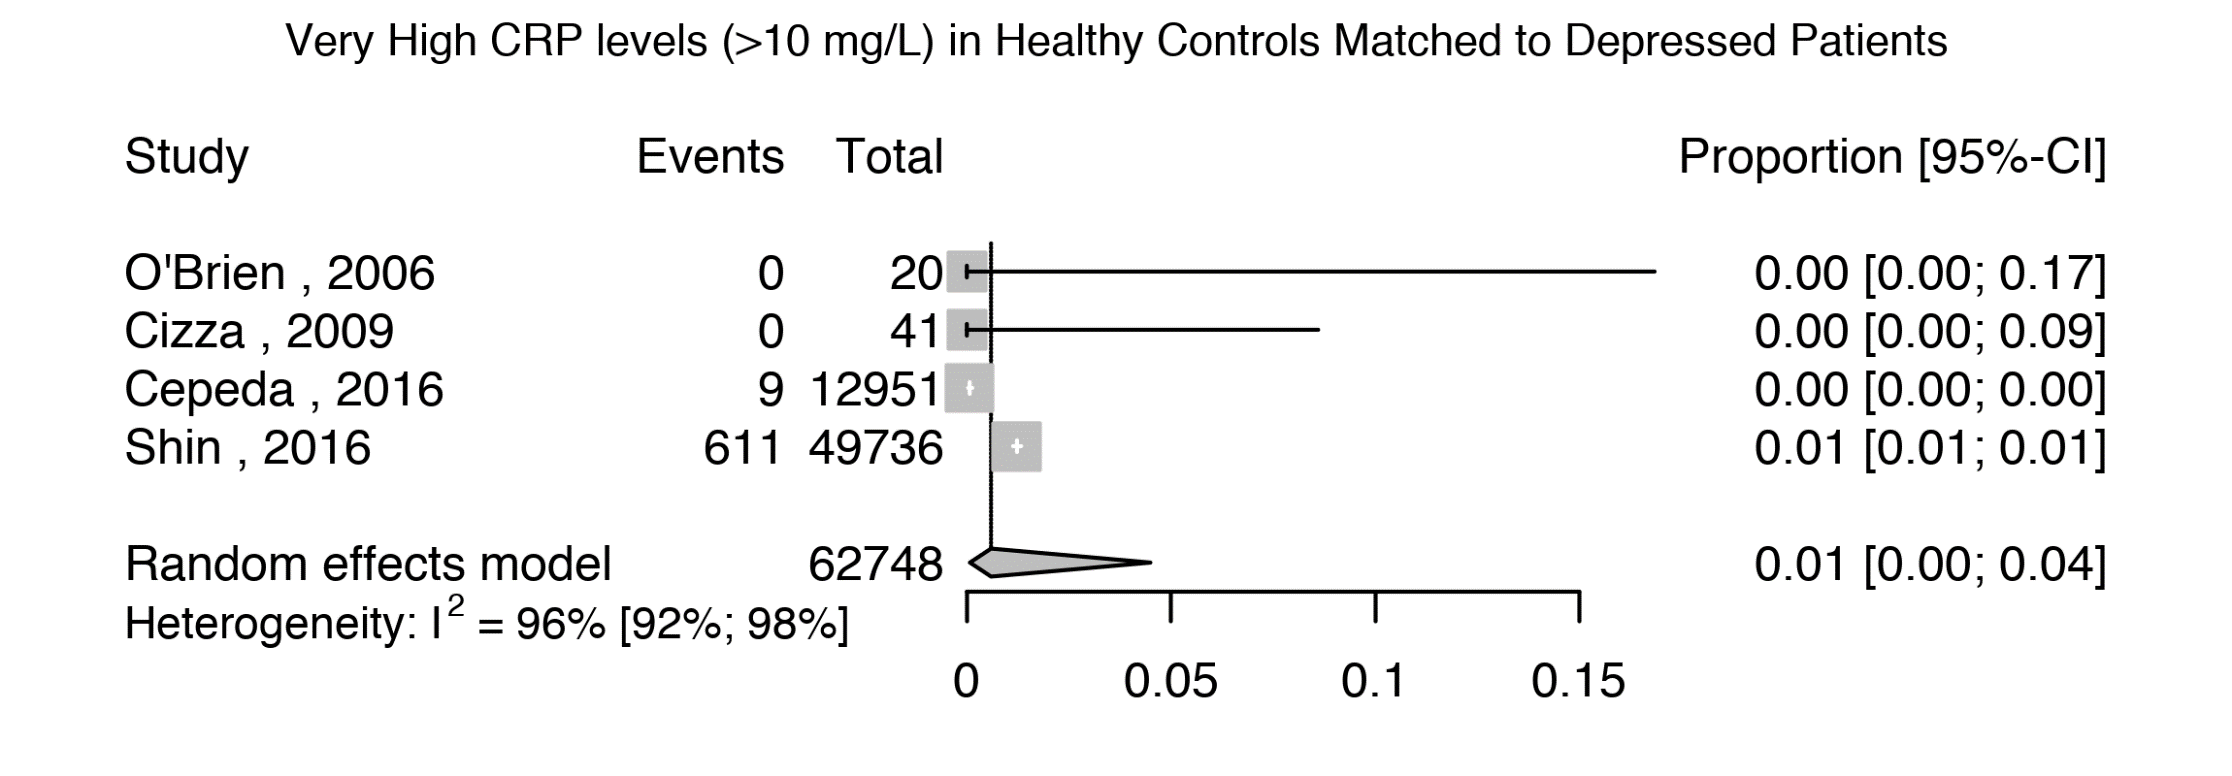 Very High CRP levels (>10 mg/L) in Healthy Controls Matched to Depressed Patients
Study Events Total Proportion [95%-CI]
O'Brien , 2006 0 20 0.00 [0.00; 0.17]
Cizza , 2009 0 41 0.00 [0.00; 0.09]
Cepeda , 2016 9 12951 0.00 [0.00; 0.00]
Shin , 2016 611 49736 0.01 [0.01; 0.01]
Random effects model 62748 0.01 [0.00; 0.04]
Heterogeneity: I² = 96% [92%; 98%]
0 0.05 0.1 0.15